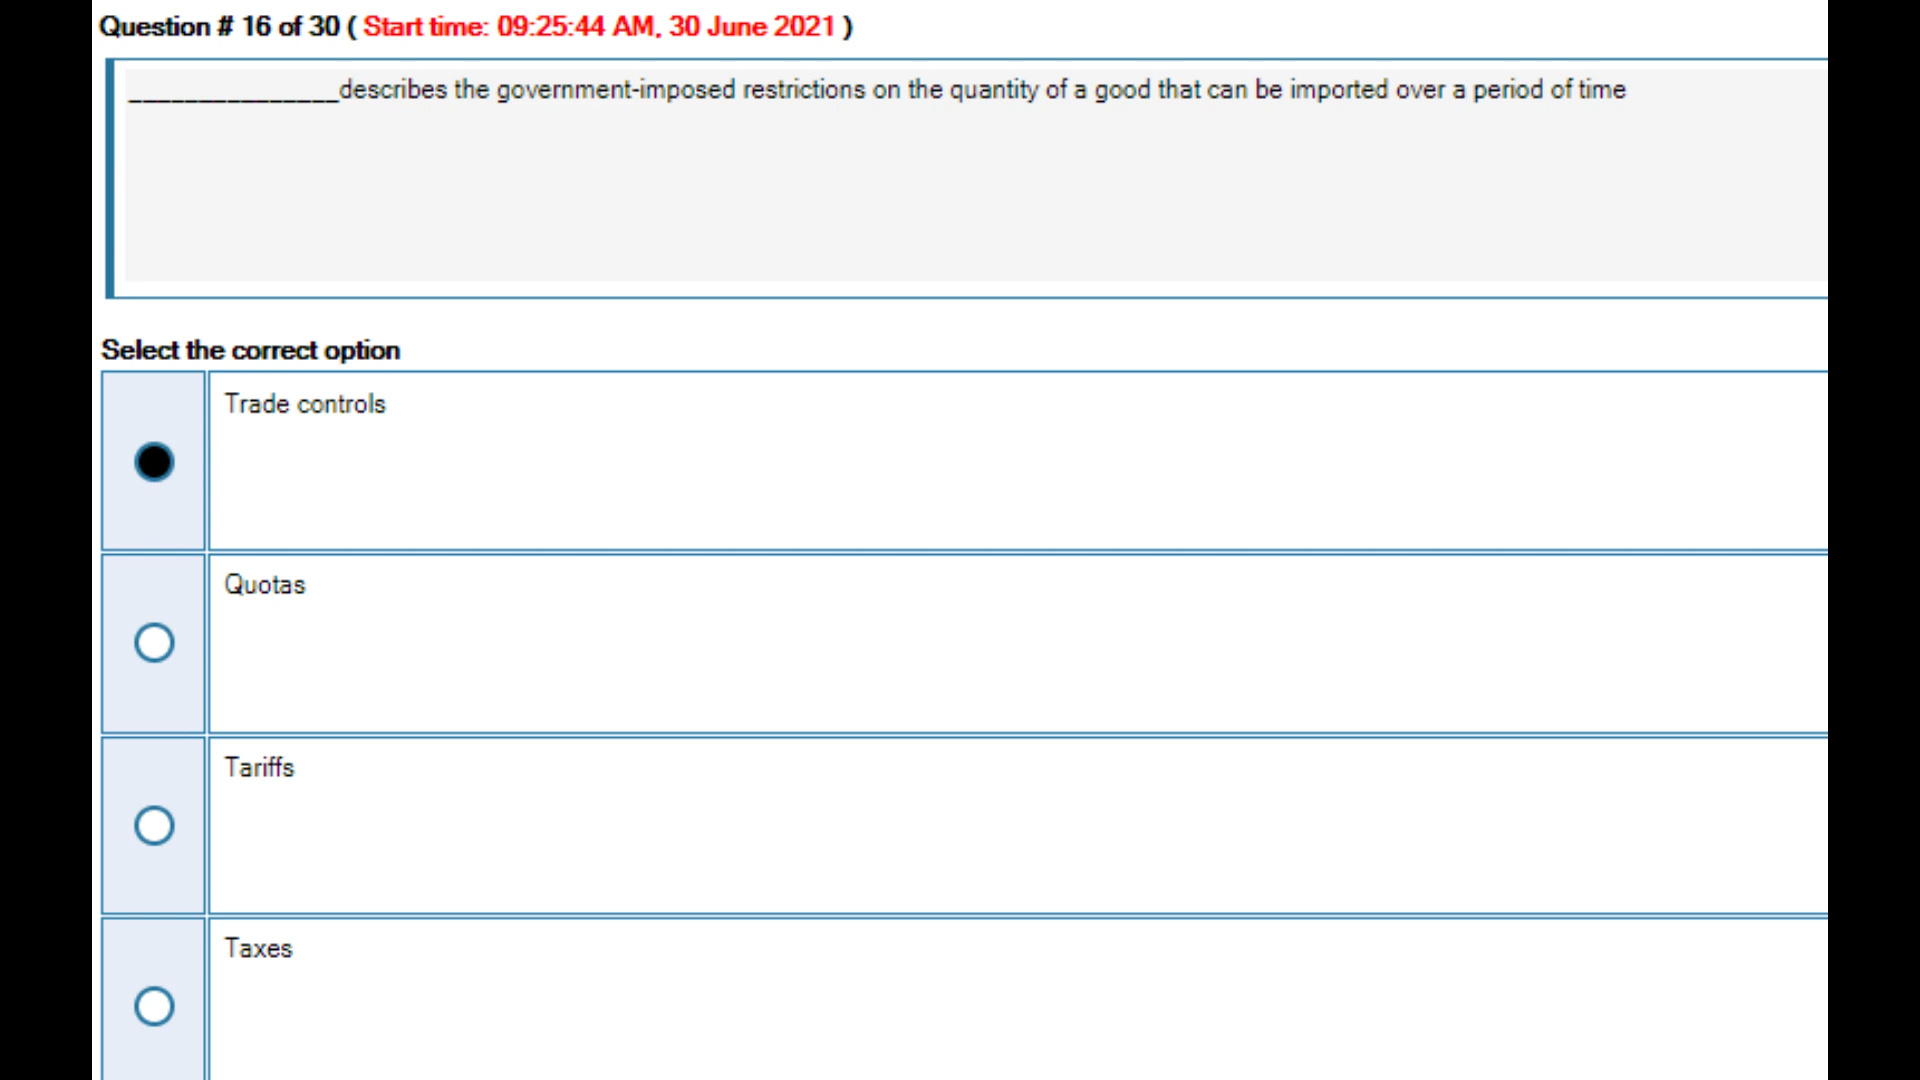 Question # 16 of 30 ( Start time: 09:25:44 AM, 30 June 2021 )
_______________describes the government-imposed restrictions on the quantity of a good that can be imported over a period of time
Select the correct option
Trade controls
Quotas
Tariffs
Taxes